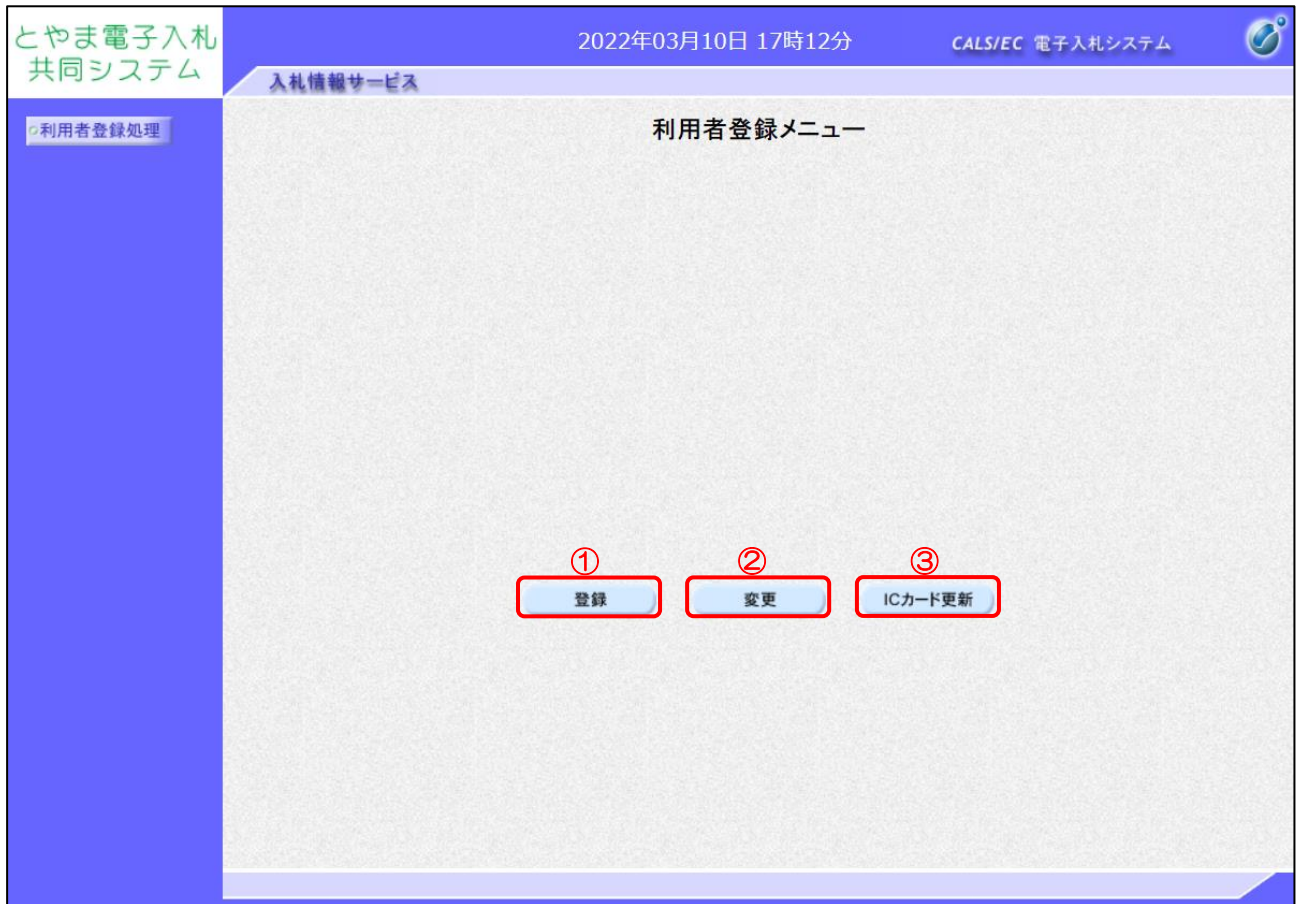 とやま電子入札
共同システム
2022年03月10日 17時12分
CALS/EC 電子入札システム
入札情報サービス
利用者登録処理
利用者登録メニュー
① ② ③
登録 変更 ICカード更新